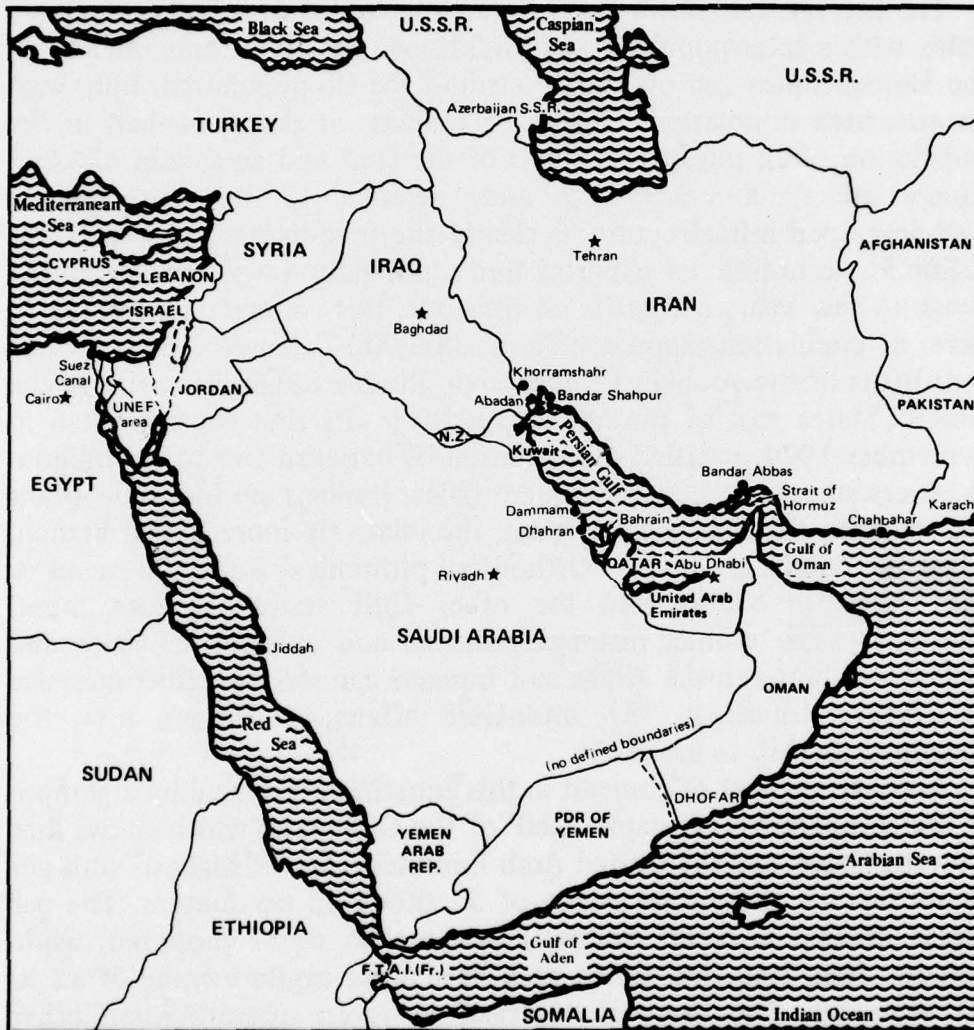 Black Sea
U.S.S.R.
Caspian
Sea
U.S.S.R.
Azerbaijan S.S.R.
TURKEY
Mediterranean
Sea
CYPRUS
SYRIA
LEBANON
IRAQ
Tehran
AFGHANISTAN
IRAN
ISRAEL
Baghdad
Suez
Canal
Cairo
UNEF
area
JORDAN
Khorramshahr
Abadan
Bandar Shahpur
PAKISTAN
N.Z.
Kuwait
Persian Gulf
EGYPT
Bandar Abbas
Strait of
Hormuz
Dammam
Dhahran
Bahrain
Chahbahar
Karach
QATAR
Abu Dhabi
Gulf of
Oman
Riyadh
United Arab
Emirates
SAUDI ARABIA
Jiddah
OMAN
Red
Sea
(no defined boundaries)
SUDAN
DHOFAR
PDR OF
YEMEN
YEMEN
ARAB
REP.
Arabian Sea
ETHIOPIA
Gulf of
Aden
F.T.A.I. (Fr.)
SOMALIA
Indian Ocean